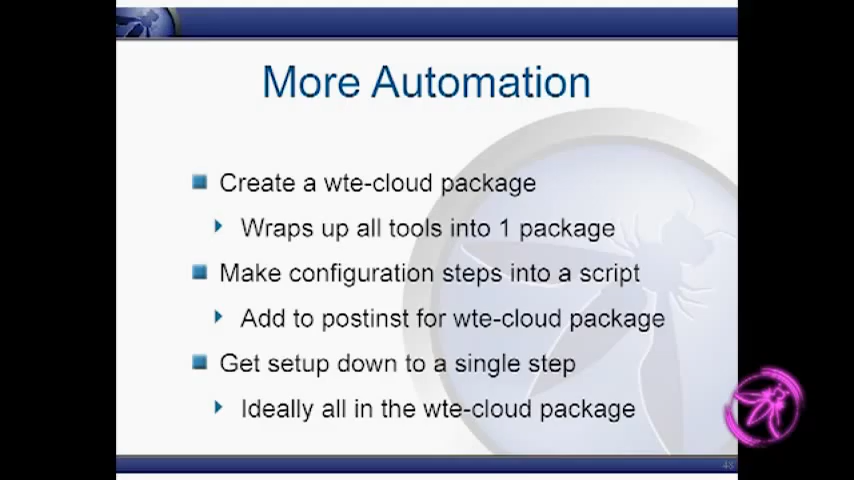 More Automation
Create a wte-cloud package
Wraps up all tools into 1 package
Make configuration steps into a script
Add to postinst for wte-cloud package
Get setup down to a single step
Ideally all in the wte-cloud package